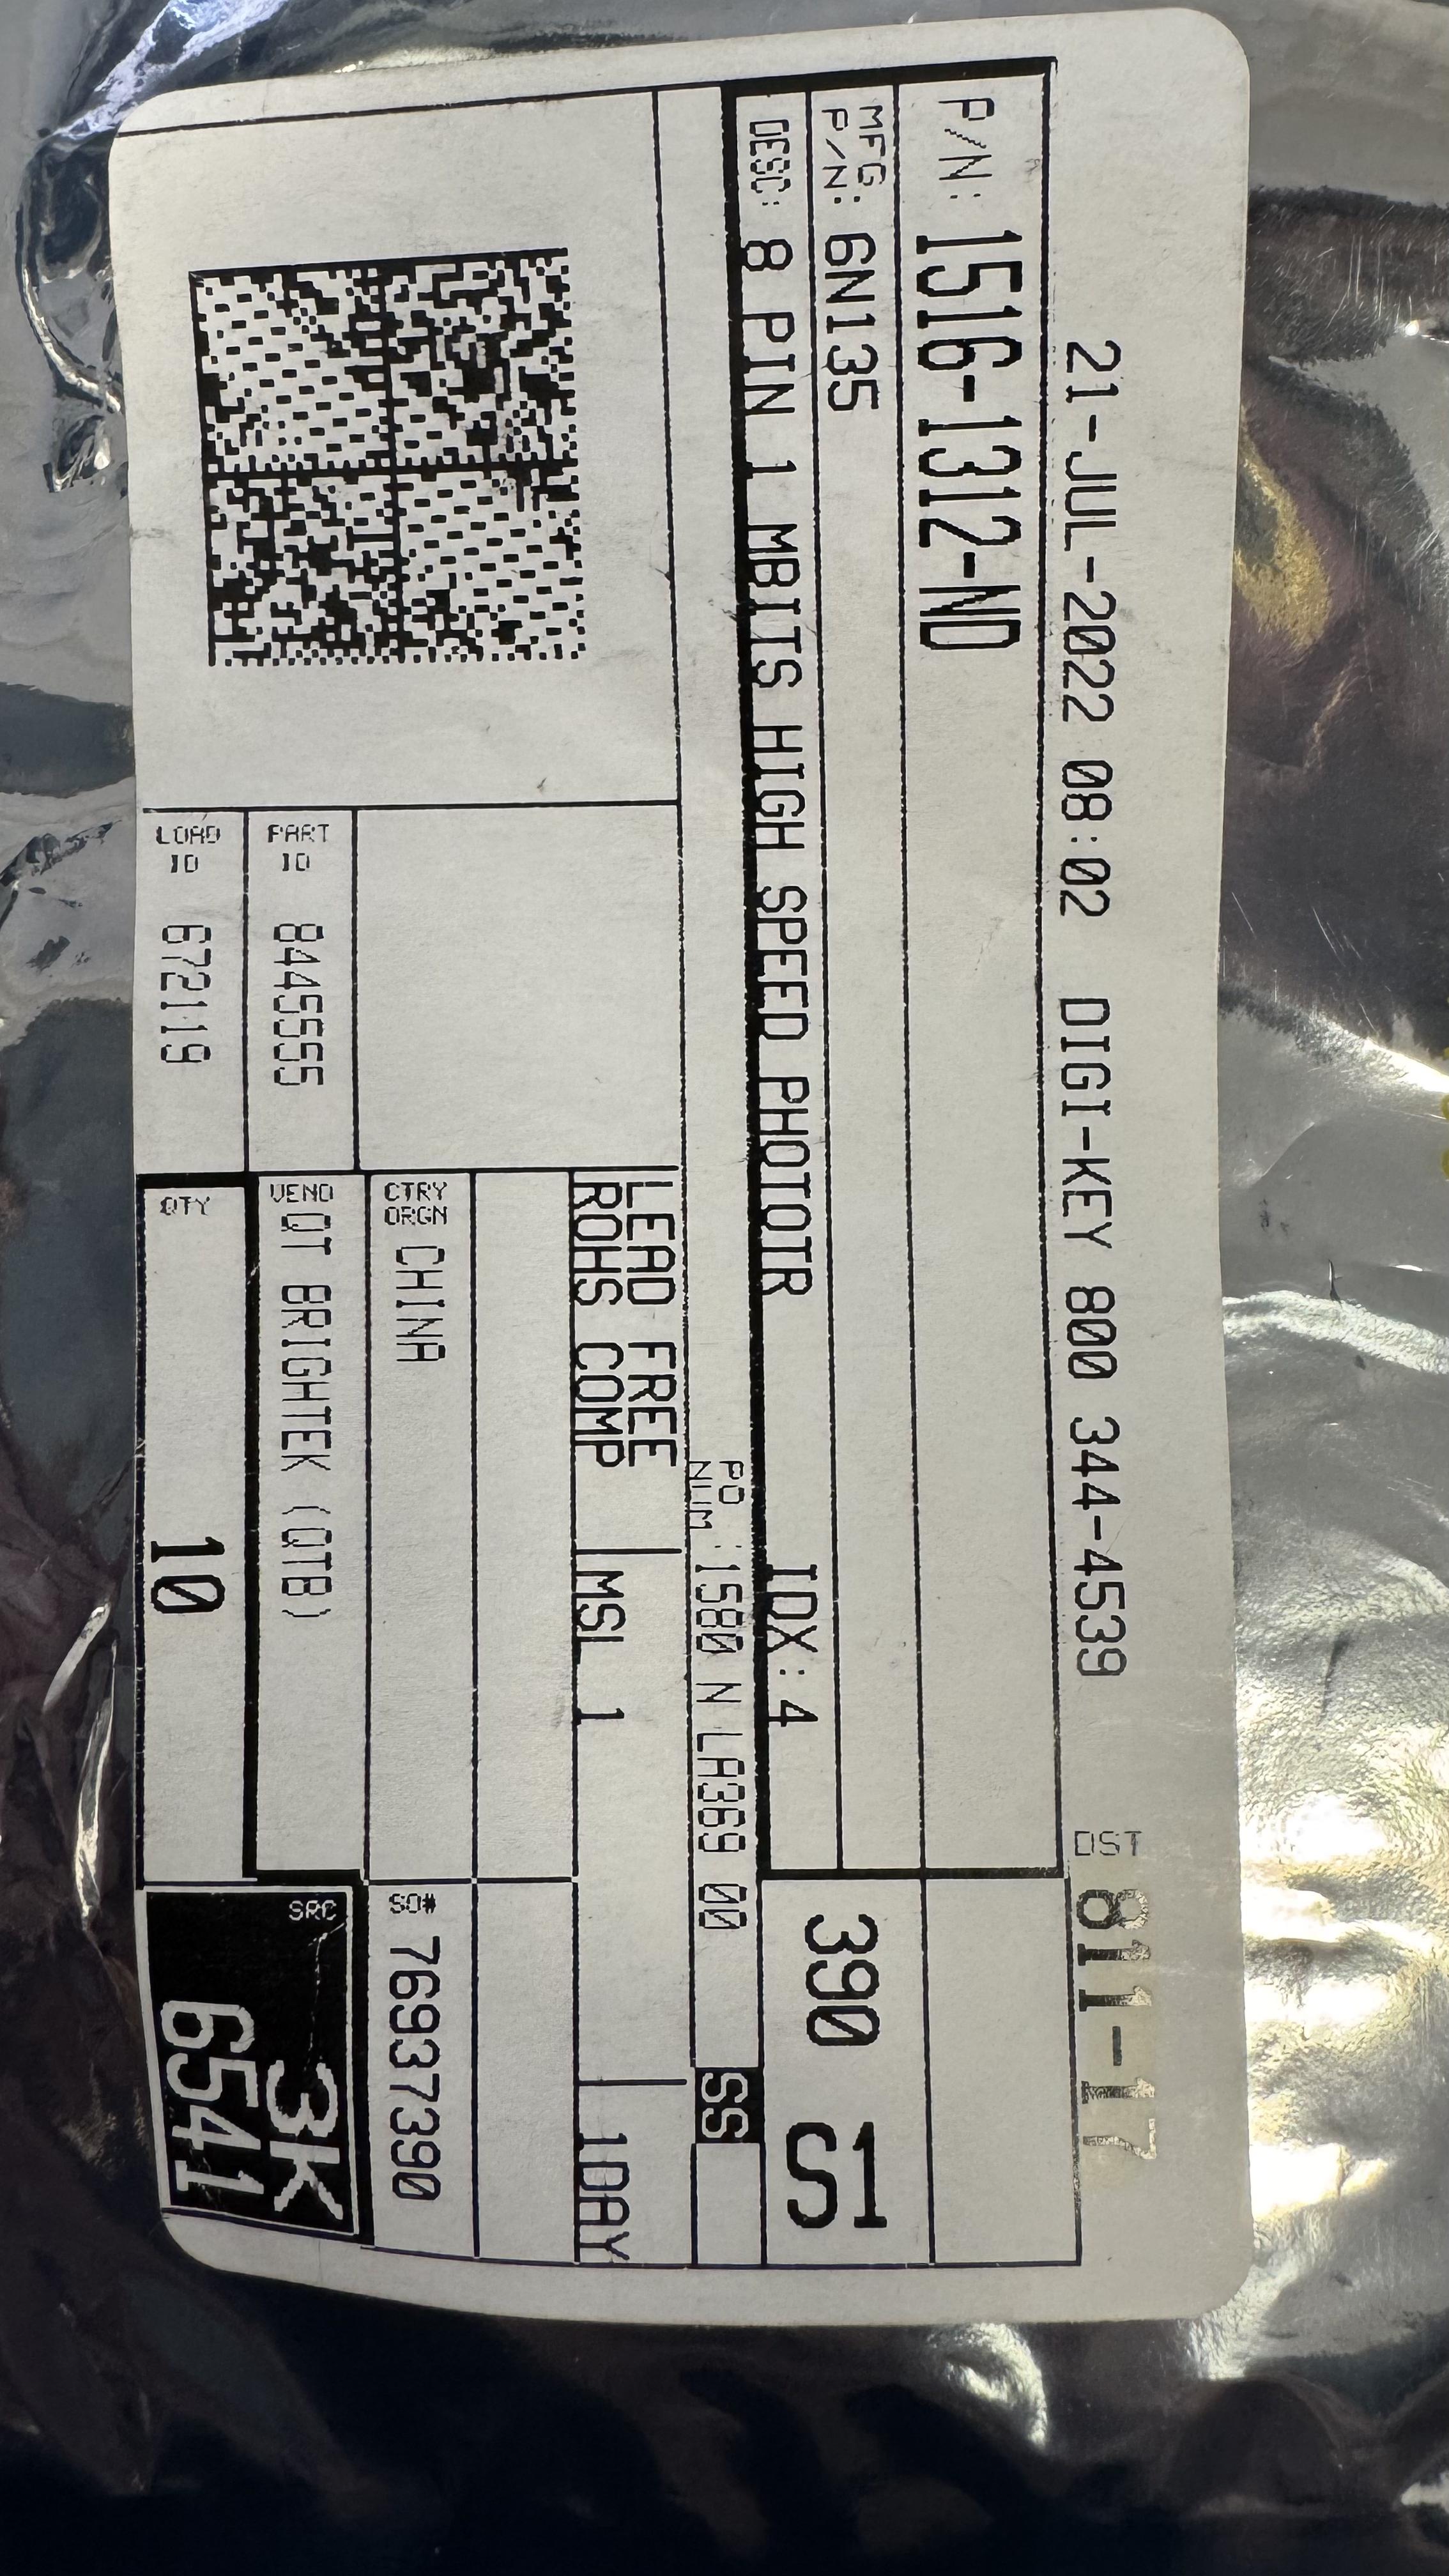 21-JUL-2022 08:02 DIGI-KEY 800 344-4539 DST 811-17
P/N: 1516-1312-ND
MFG P/N: 6N135
DESC: 8 PIN 1 MBITS HIGH SPEED PHOTOTR IDX: 4
390 S1
PO NUM : 1580 N LA369 00
SS
LEAD FREE
ROHS COMP
MSL 1
1DAY
CTRY ORGN CHINA
SO# 76937390
PART ID 8445555
VEND QT BRIGHTEK (QTB)
LOAD ID 672119
QTY 10
SRC 3K
6541